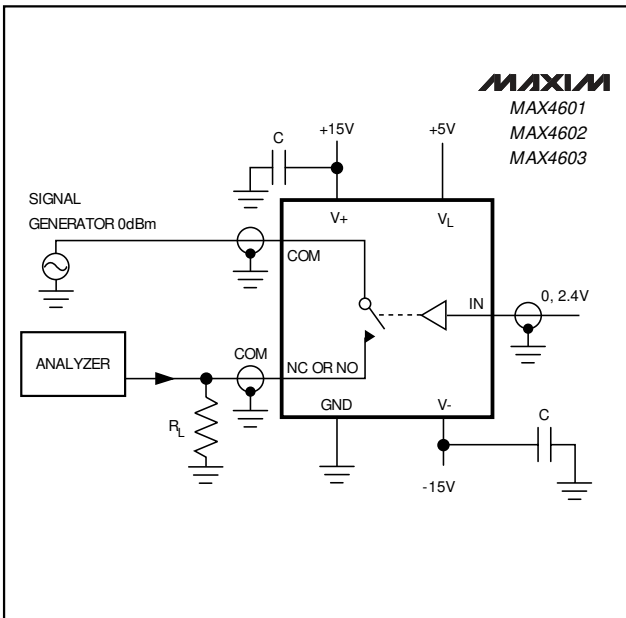 MAXIM
MAX4601
MAX4602
MAX4603
C
+15V
+5V
SIGNAL
GENERATOR 0dBm
V+
VL
COM
IN
0, 2.4V
ANALYZER
COM
NC OR NO
RL
GND
V-
C
-15V